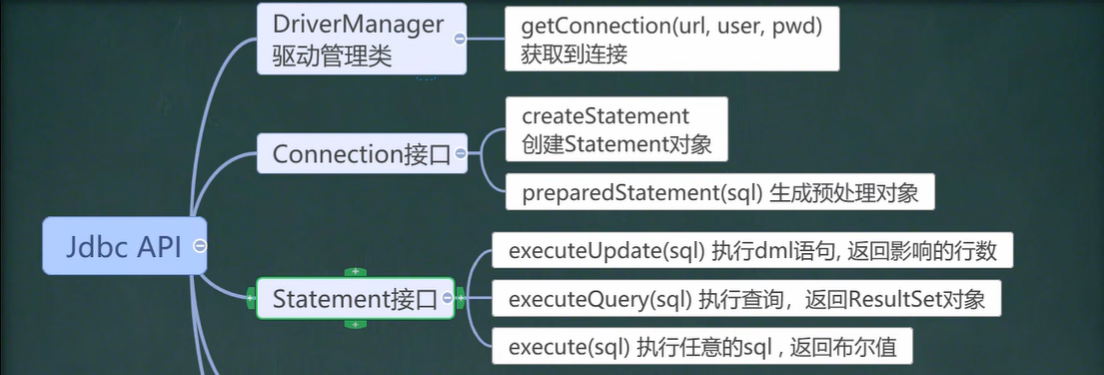 DriverManager
驱动管理类
getConnection(url, user, pwd)
获取到连接
Connection接口
createStatement
创建Statement对象
preparedStatement(sql) 生成预处理对象
Jdbc API
Statement接口
executeUpdate(sql) 执行dml语句, 返回影响的行数
executeQuery(sql) 执行查询，返回ResultSet对象
execute(sql) 执行任意的sql , 返回布尔值